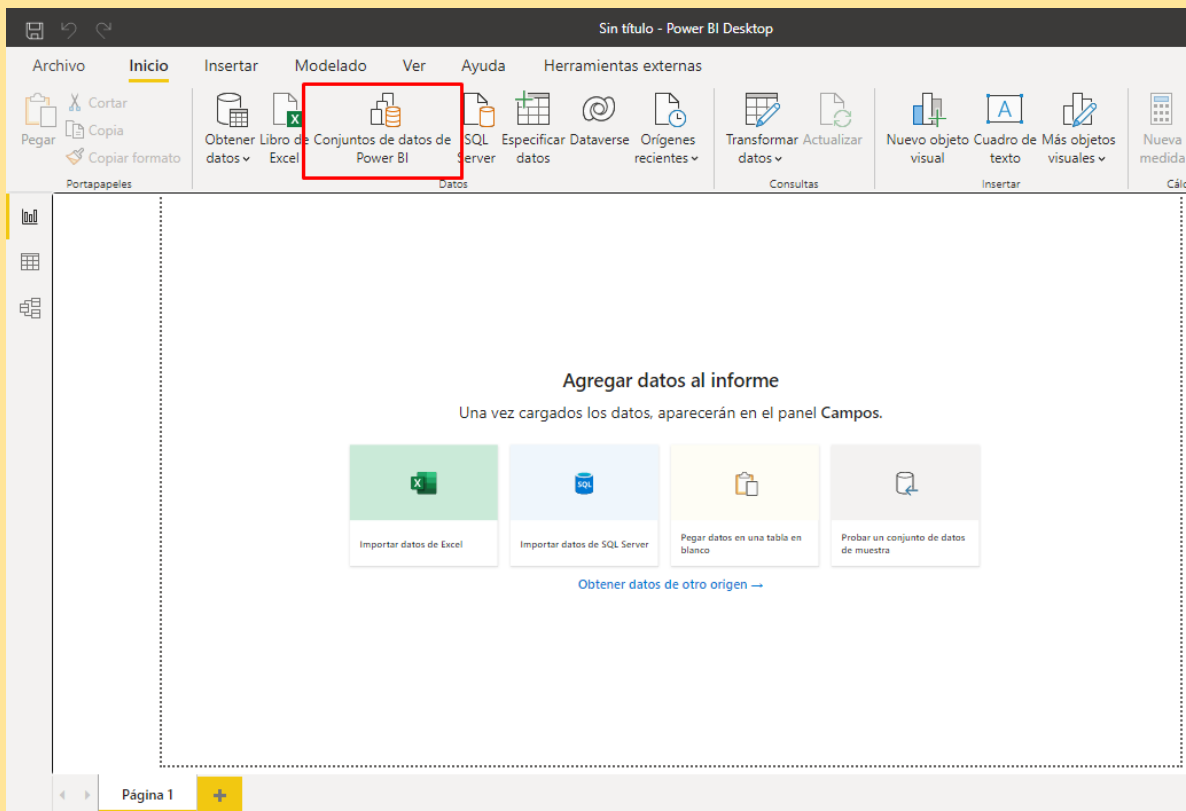 Sin título - Power BI Desktop
Archivo Inicio Insertar Modelado Ver Ayuda Herramientas externas
Pegar
Cortar
Copia
Copiar formato
Portapapeles
Obtener datos
Libro de Excel
Conjuntos de datos de Power BI
SQL Server
Especificar datos
Dataverse
Orígenes recientes
Datos
Transformar datos
Actualizar
Consultas
Nuevo objeto visual
Cuadro de texto
Más objetos visuales
Insertar
Nueva medida
Agregar datos al informe
Una vez cargados los datos, aparecerán en el panel Campos.
Importar datos de Excel
SQL
Importar datos de SQL Server
Pegar datos en una tabla en
blanco
Probar un conjunto de datos
de muestra
Obtener datos de otro origen →
Página 1